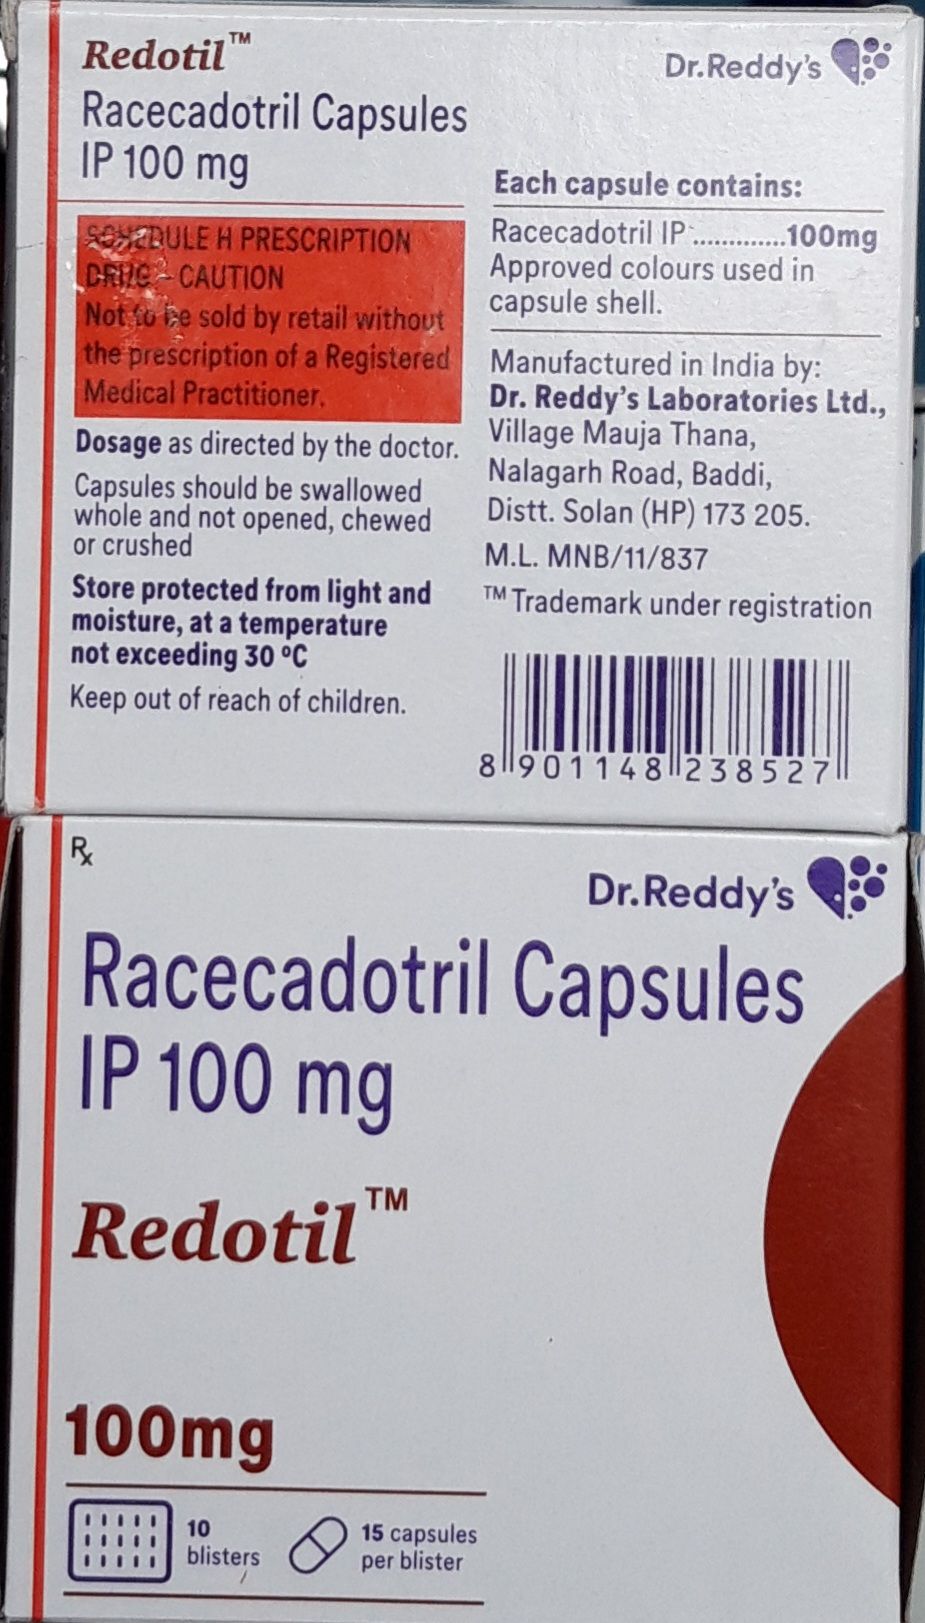 Redotil™
Dr.Reddy's
Racecadotril Capsules
IP 100 mg
SCHEDULE H PRESCRIPTION
DRUG - CAUTION
Not to be sold by retail without
the prescription of a Registered
Medical Practitioner.
Dosage as directed by the doctor.
Capsules should be swallowed
whole and not opened, chewed
or crushed
Store protected from light and
moisture, at a temperature
not exceeding 30 ºC
Keep out of reach of children.
Each capsule contains:
Racecadotril IP .............100mg
Approved colours used in
capsule shell.
Manufactured in India by:
Dr. Reddy's Laboratories Ltd.,
Village Mauja Thana,
Nalagarh Road, Baddi,
Distt. Solan (HP) 173 205.
M.L. MNB/11/837
™ Trademark under registration
8 901148 238527
Rx
Dr.Reddy's
Racecadotril Capsules
IP 100 mg
Redotil™
100mg
10
blisters
15 capsules
per blister